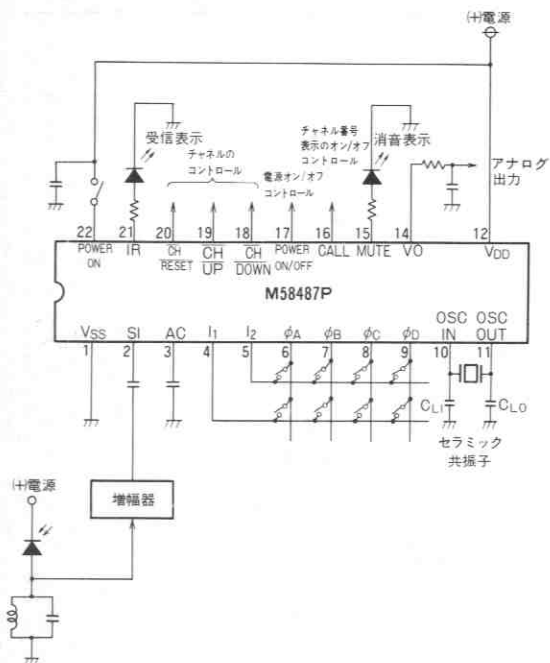 (+)電源
受信表示
チャネルの
コントロール
電源オン/オフ
コントロール
チャネル番号
表示のオン/オフ
コントロール
消音表示
アナログ
出力
22 21 20 19 18 17 16 15 14 12
POWER ON
IR
CH RESET
CH UP
CH DOWN
POWER ON/OFF
CALL
MUTE
VO
VDD
M58487P
VSS
SI
AC
I1
I2
φA
φB
φC
φD
OSC IN
OSC OUT
1 2 3 4 5 6 7 8 9 10 11
CLI
CLO
セラミック
共振子
(+)電源
増幅器